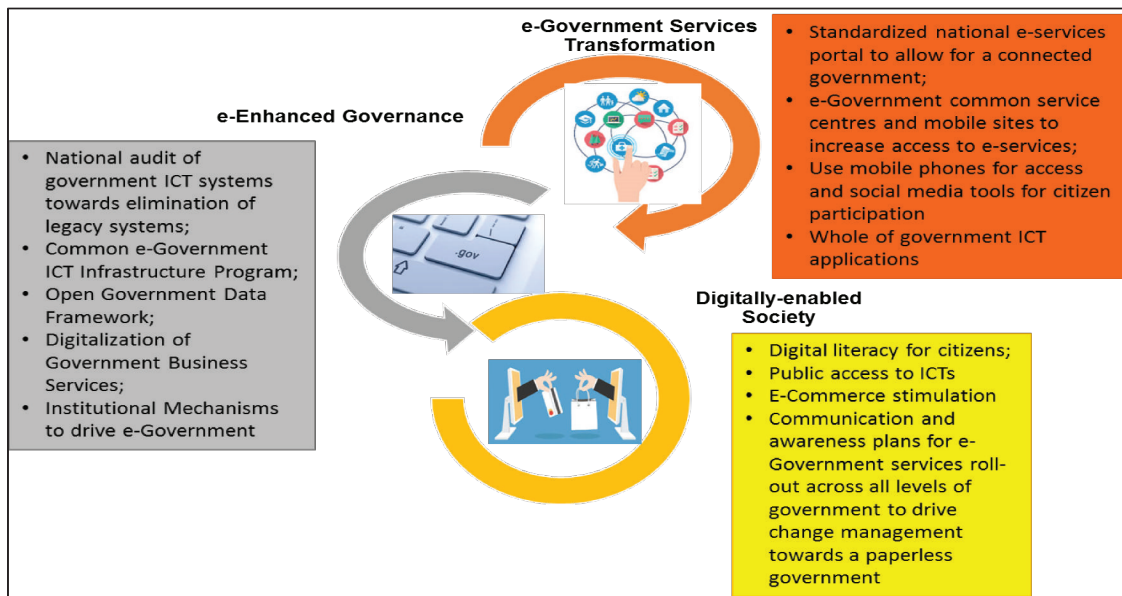 e-Government Services
Transformation
• Standardized national e-services
portal to allow for a connected
government;
• e-Government common service
centres and mobile sites to
increase access to e-services;
• Use mobile phones for access
and social media tools for citizen
participation
• Whole of government ICT
applications
e-Enhanced Governance
• National audit of
government ICT systems
towards elimination of
legacy systems;
• Common e-Government
ICT Infrastructure Program;
• Open Government Data
Framework;
• Digitalization of
Government Business
Services;
• Institutional Mechanisms
to drive e-Government
.gov
Digitally-enabled
Society
• Digital literacy for citizens;
• Public access to ICTs
• E-Commerce stimulation
• Communication and
awareness plans for e-
Government services roll-
out across all levels of
government to drive
change management
towards a paperless
government